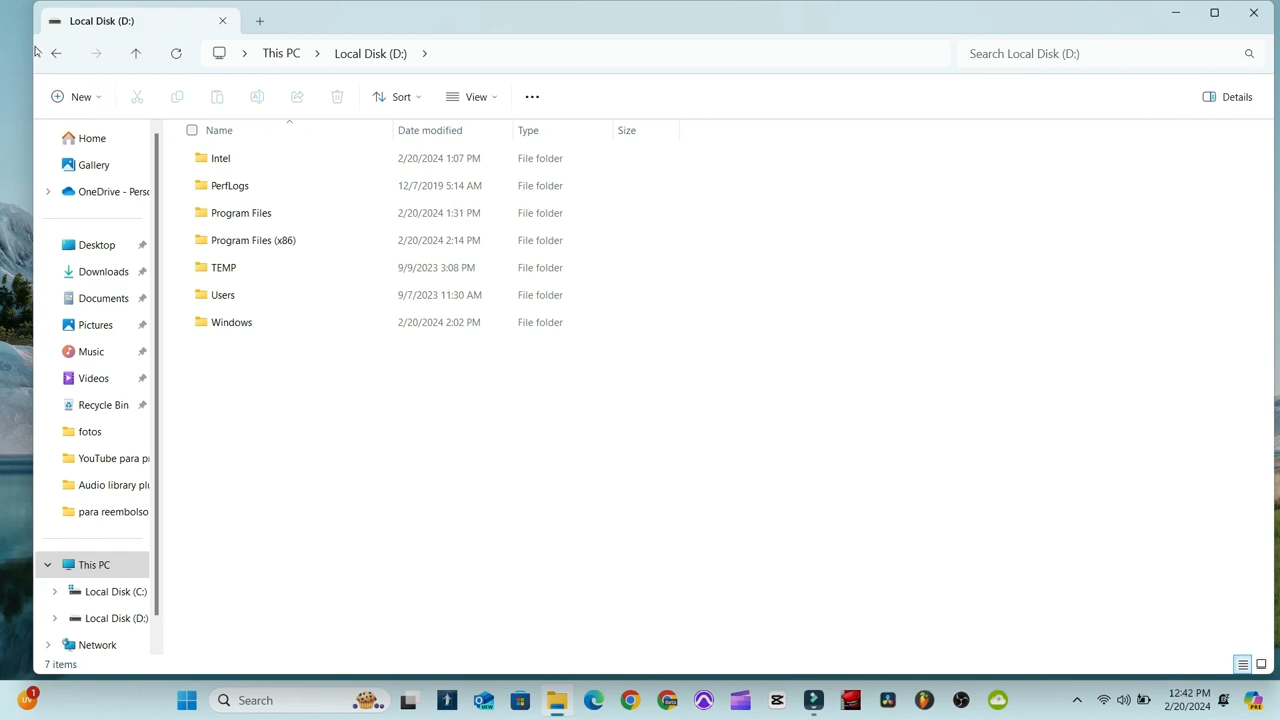 Local Disk (D:)
This PC > Local Disk (D:) >
Search Local Disk (D:)
New
Sort
View
Details
Name Date modified Type Size
Intel 2/20/2024 1:07 PM File folder
PerfLogs 12/7/2019 5:14 AM File folder
Program Files 2/20/2024 1:31 PM File folder
Program Files (x86) 2/20/2024 2:14 PM File folder
TEMP 9/9/2023 3:08 PM File folder
Users 9/7/2023 11:30 AM File folder
Windows 2/20/2024 2:02 PM File folder
Home
Gallery
OneDrive - Persc
Desktop
Downloads
Documents
Pictures
Music
Videos
Recycle Bin
fotos
YouTube para pr
Audio library plu
para reembolso
This PC
Local Disk (C:)
Local Disk (D:)
Network
7 items
UV 1
Search
NEW
Beta
12:42 PM
2/20/2024
PRE